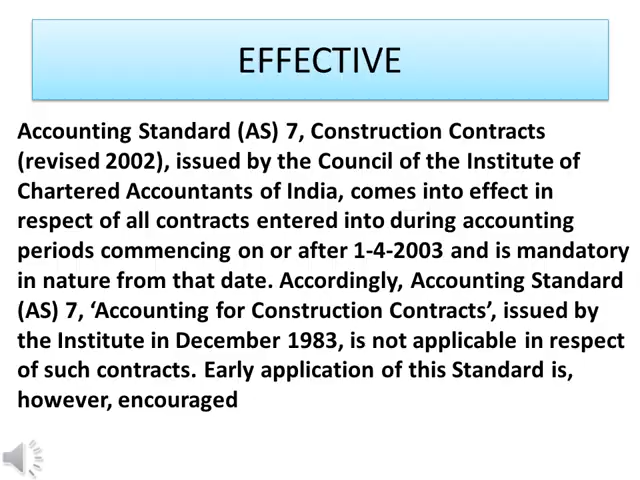 EFFECTIVE
Accounting Standard (AS) 7, Construction Contracts
(revised 2002), issued by the Council of the Institute of
Chartered Accountants of India, comes into effect in
respect of all contracts entered into during accounting
periods commencing on or after 1-4-2003 and is mandatory
in nature from that date. Accordingly, Accounting Standard
(AS) 7, ‘Accounting for Construction Contracts’, issued by
the Institute in December 1983, is not applicable in respect
of such contracts. Early application of this Standard is,
however, encouraged